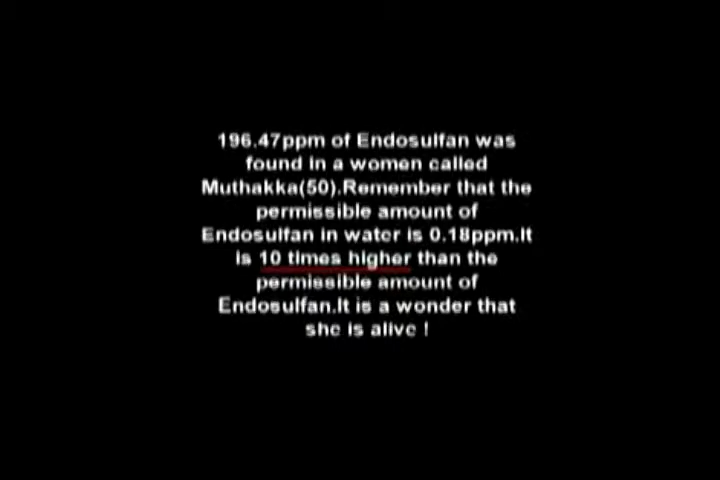 196.47ppm of Endosulfan was
found in a women called
Muthakka(50).Remember that the
permissible amount of
Endosulfan in water is 0.18ppm.It
is 10 times higher than the
permissible amount of
Endosulfan.It is a wonder that
she is alive !